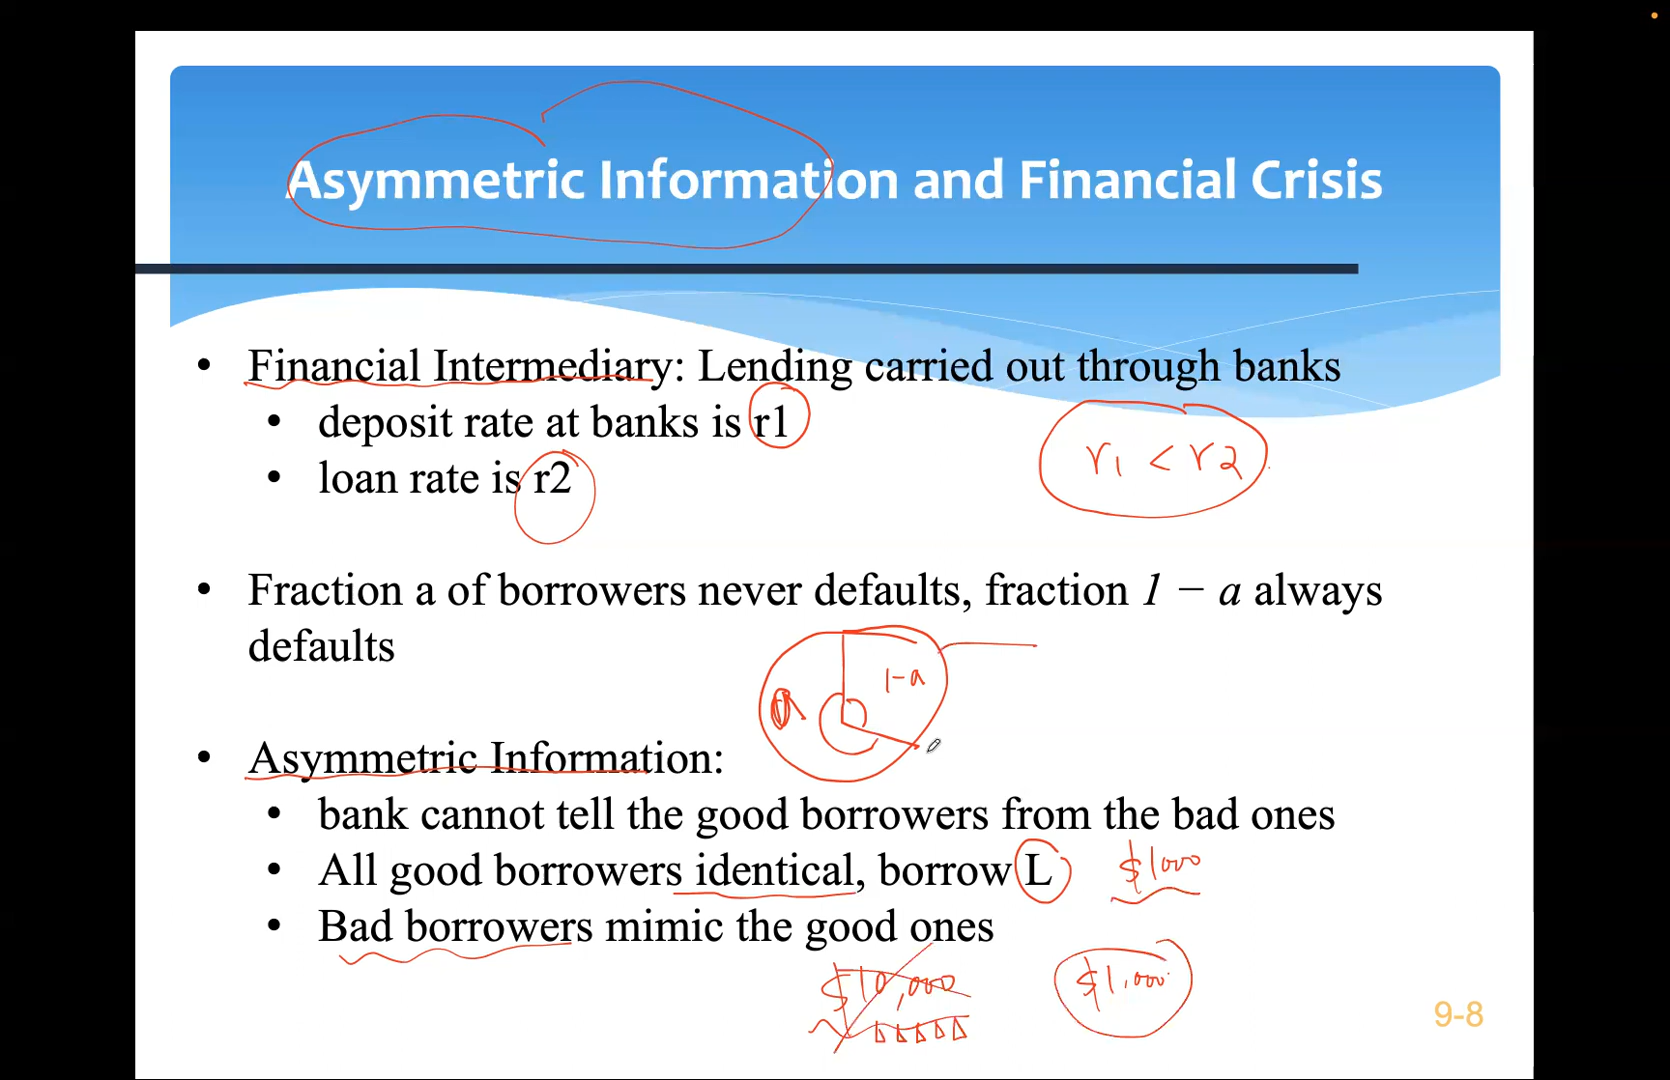 Asymmetric Information and Financial Crisis
• Financial Intermediary: Lending carried out through banks
• deposit rate at banks is r1
r1 < r2
• loan rate is r2
• Fraction a of borrowers never defaults, fraction 1 − a always
defaults
1-a
a
• Asymmetric Information:
• bank cannot tell the good borrowers from the bad ones
• All good borrowers identical, borrow L
$1000
• Bad borrowers mimic the good ones
$10,000
$1,000
9-8